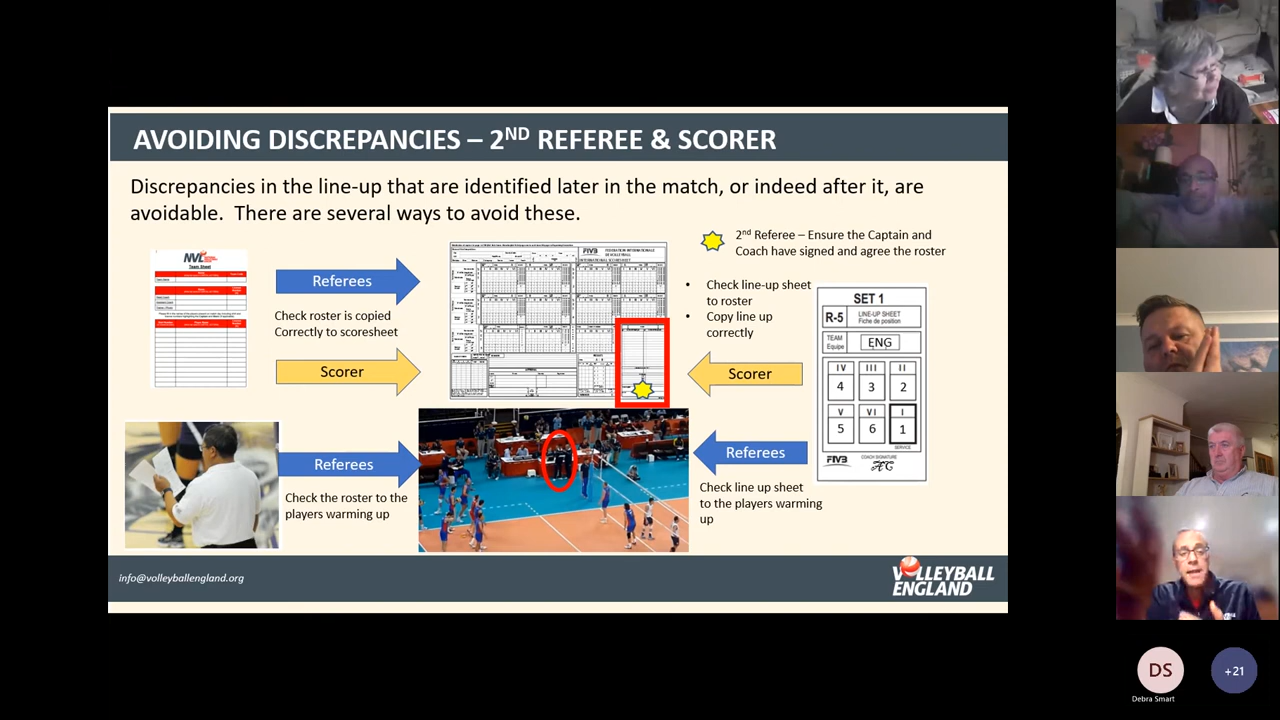 AVOIDING DISCREPANCIES – 2ND REFEREE & SCORER
Discrepancies in the line-up that are identified later in the match, or indeed after it, are
avoidable.  There are several ways to avoid these.
2nd Referee – Ensure the Captain and
Coach have signed and agree the roster
NVL
Team Sheet
Referees
Check roster is copied
Correctly to scoresheet
Scorer
FIVB
• Check line-up sheet
to roster
• Copy line up
correctly
Scorer
SET 1
R-5
LINE-UP SHEET
Fiche de position
TEAM
Equipe
ENG
IV III II
4 3 2
V VI I
5 6 1
SERVICE
FIVB
COACH SIGNATURE
Referees
Check the roster to the
players warming up
Referees
Check line up sheet
to the players warming
up
info@volleyballengland.org
VOLLEYBALL
ENGLAND
DS
Debra Smart
+21